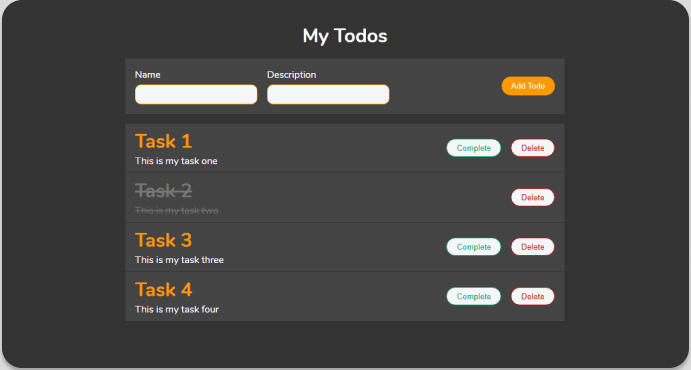 My Todos
Name Description
Add Todo
Task 1
This is my task one
Complete Delete
Task 2
This is my task two
Delete
Task 3
This is my task three
Complete Delete
Task 4
This is my task four
Complete Delete